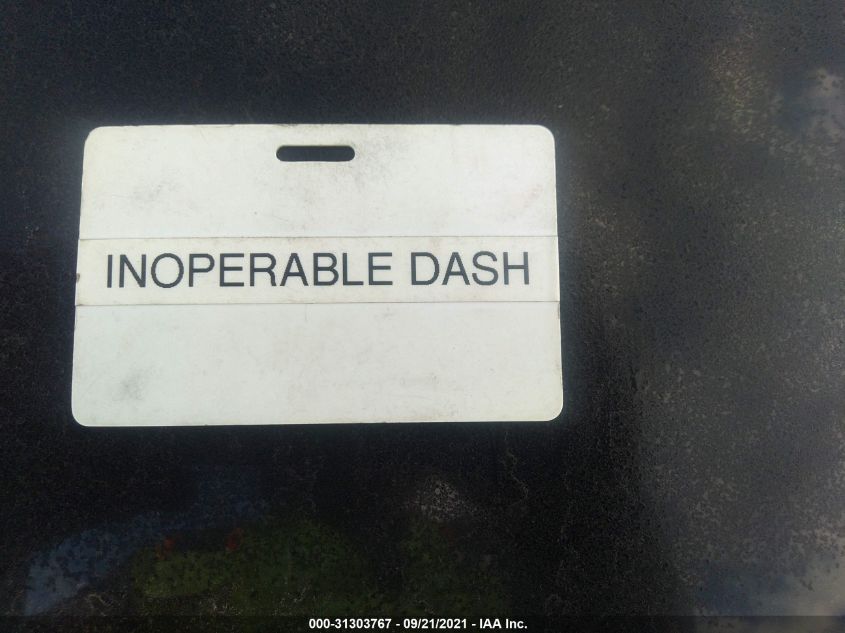 INOPERABLE DASH
000-31303767 - 09/21/2021 - IAA Inc.